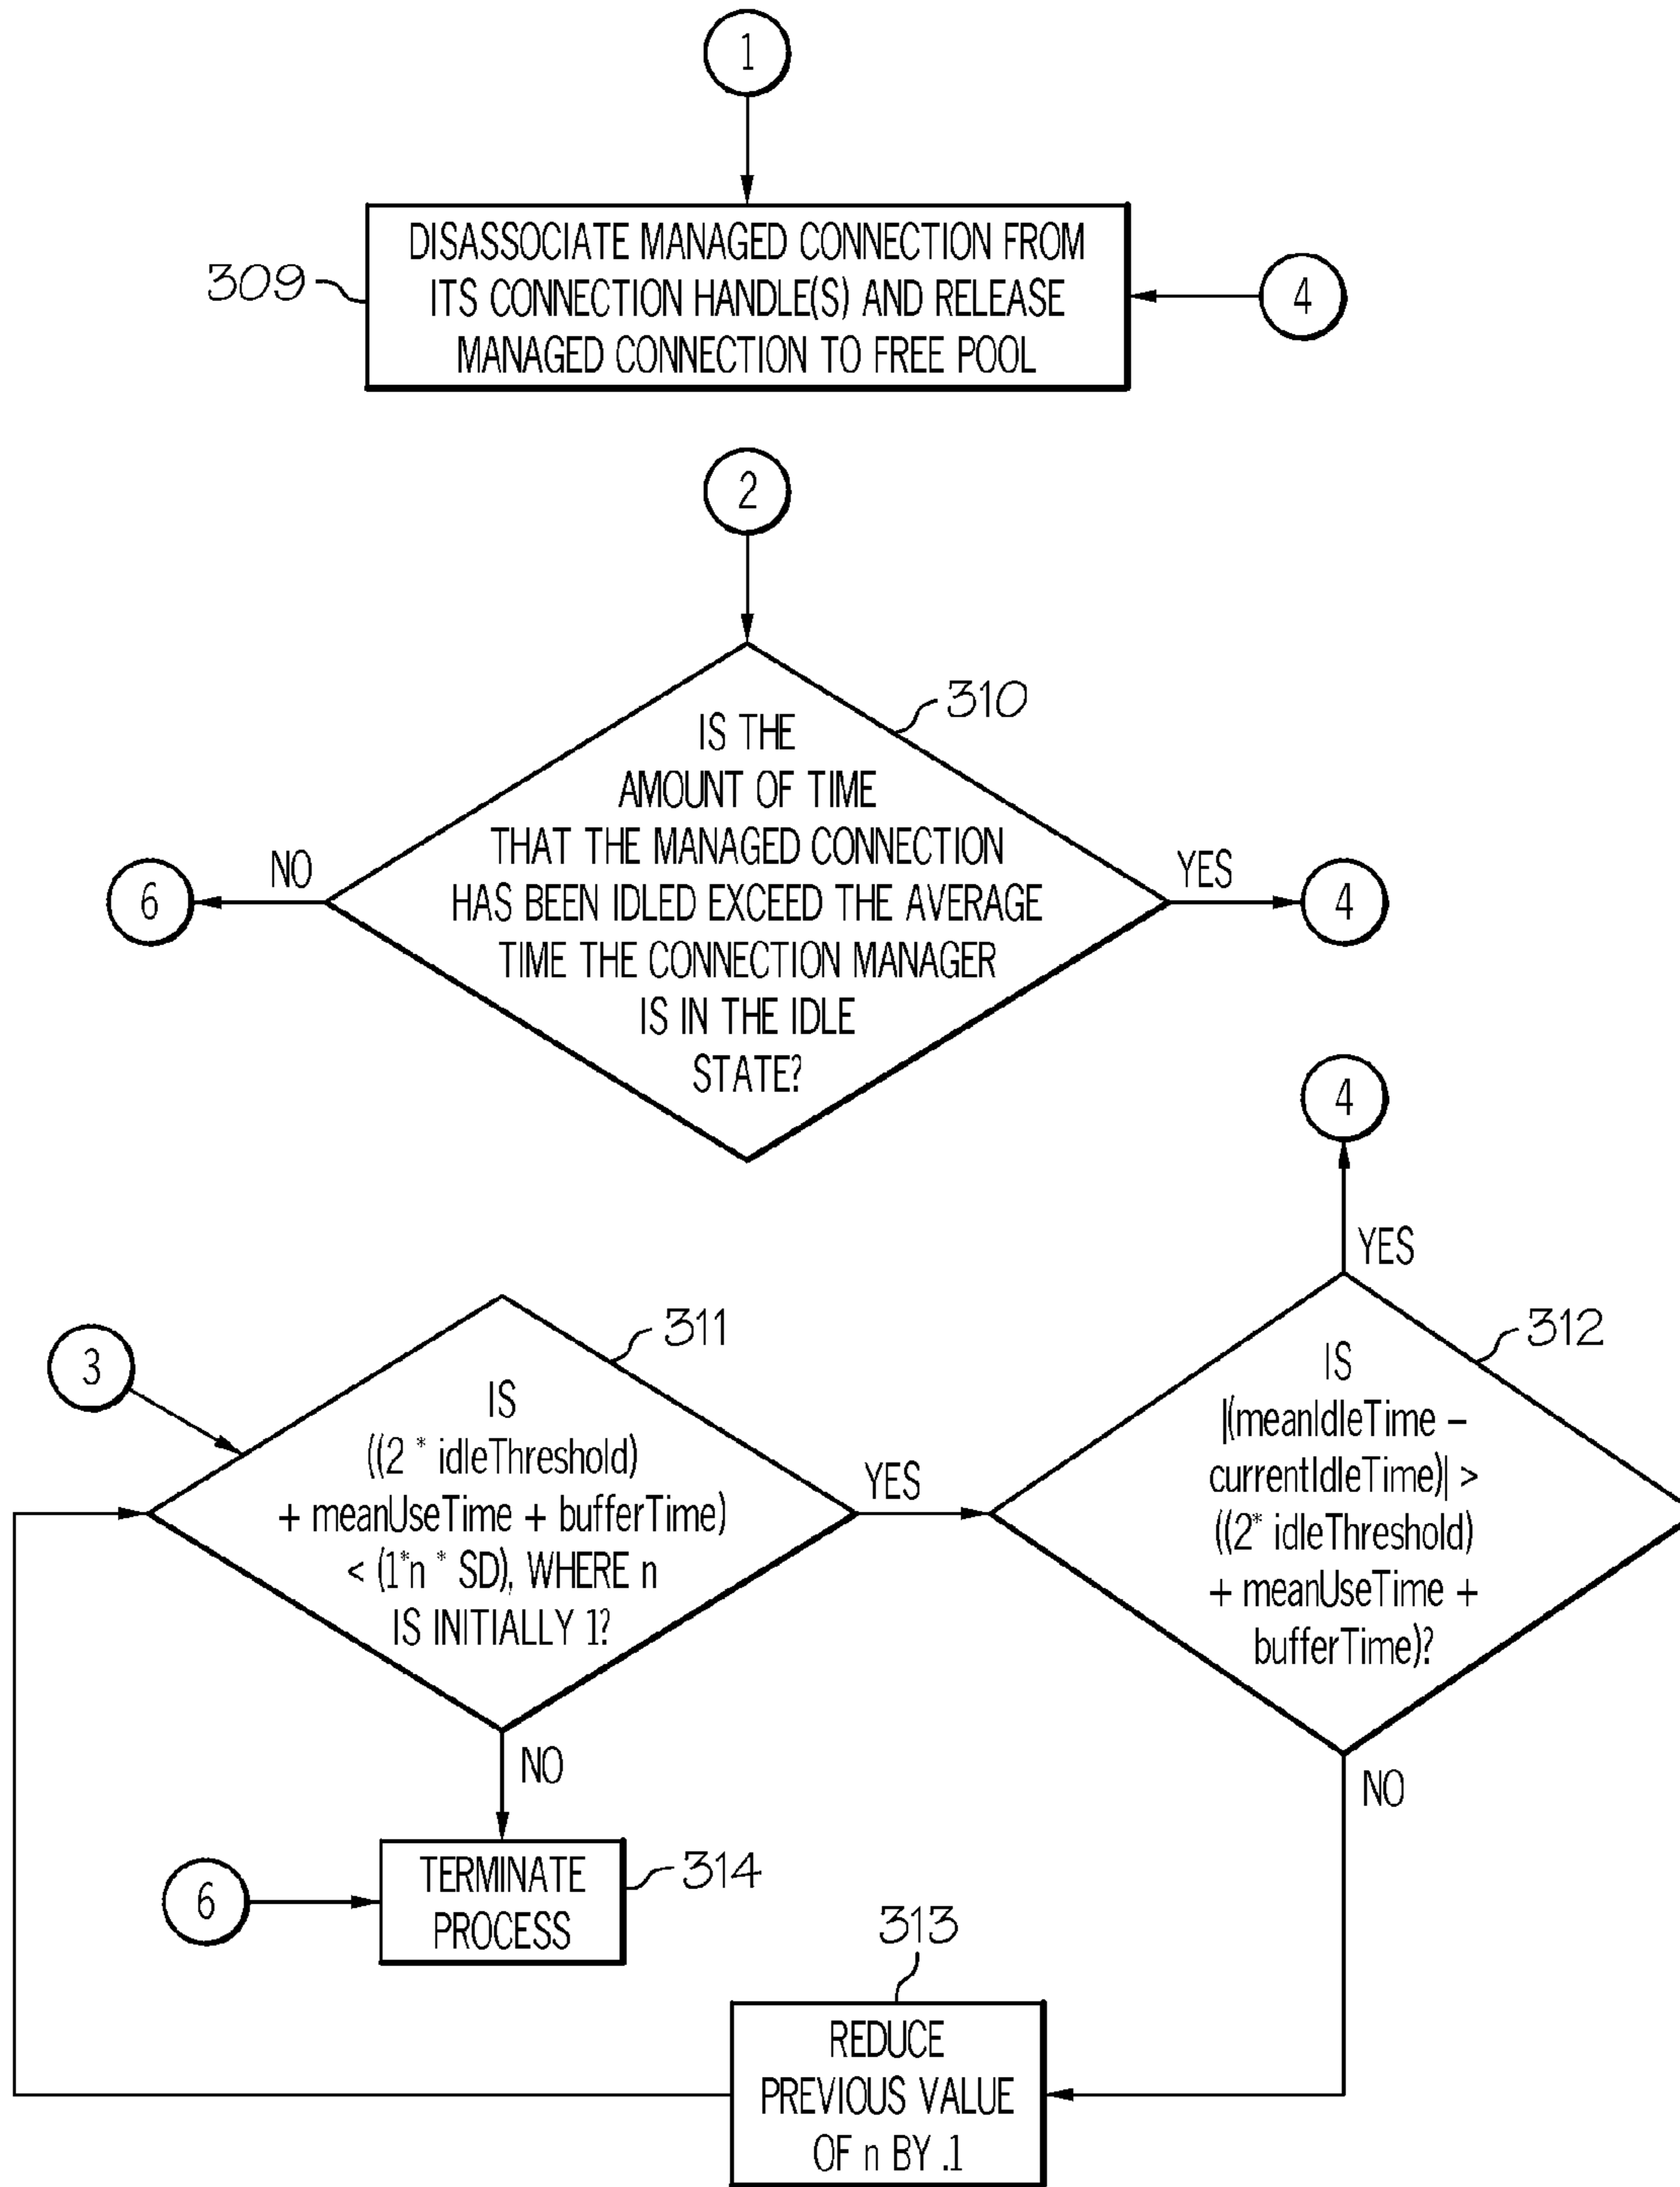 1
DISASSOCIATE MANAGED CONNECTION FROM
ITS CONNECTION HANDLE(S) AND RELEASE
MANAGED CONNECTION TO FREE POOL
309
4
2
310
IS THE
AMOUNT OF TIME
THAT THE MANAGED CONNECTION
HAS BEEN IDLED EXCEED THE AVERAGE
TIME THE CONNECTION MANAGER
IS IN THE IDLE
STATE?
NO
6
YES
4
4
YES
3
311
IS
((2 * idleThreshold)
+ meanUseTime + bufferTime)
< (1*n * SD), WHERE n
IS INITIALLY 1?
YES
312
IS
|(meanIdleTime –
currentIdleTime)| >
((2* idleThreshold)
+ meanUseTime +
bufferTime)?
NO
NO
6
TERMINATE
PROCESS
314
313
REDUCE
PREVIOUS VALUE
OF n BY .1